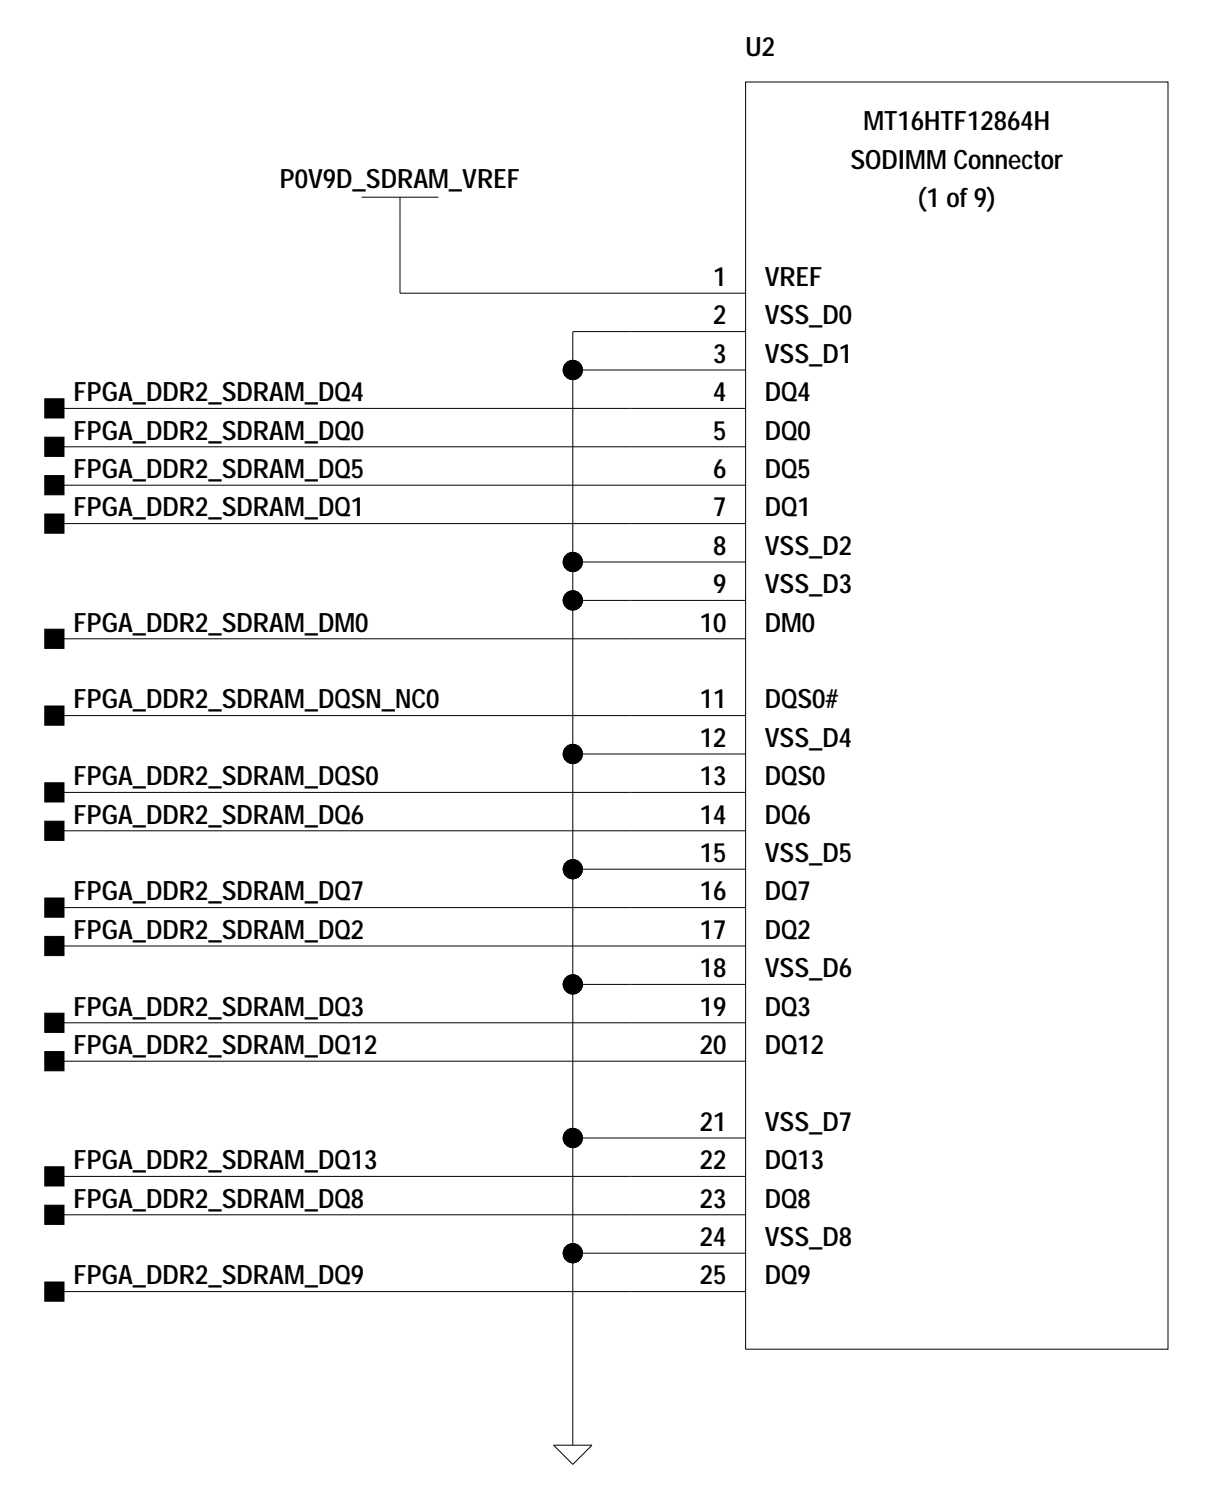 U2
MT16HTF12864H
SODIMM Connector
(1 of 9)
P0V9D_SDRAM_VREF
1 VREF
2 VSS_D0
3 VSS_D1
FPGA_DDR2_SDRAM_DQ4 4 DQ4
FPGA_DDR2_SDRAM_DQ0 5 DQ0
FPGA_DDR2_SDRAM_DQ5 6 DQ5
FPGA_DDR2_SDRAM_DQ1 7 DQ1
8 VSS_D2
9 VSS_D3
FPGA_DDR2_SDRAM_DM0 10 DM0
FPGA_DDR2_SDRAM_DQSN_NC0 11 DQS0#
12 VSS_D4
FPGA_DDR2_SDRAM_DQS0 13 DQS0
FPGA_DDR2_SDRAM_DQ6 14 DQ6
15 VSS_D5
FPGA_DDR2_SDRAM_DQ7 16 DQ7
FPGA_DDR2_SDRAM_DQ2 17 DQ2
18 VSS_D6
FPGA_DDR2_SDRAM_DQ3 19 DQ3
FPGA_DDR2_SDRAM_DQ12 20 DQ12
21 VSS_D7
FPGA_DDR2_SDRAM_DQ13 22 DQ13
FPGA_DDR2_SDRAM_DQ8 23 DQ8
24 VSS_D8
FPGA_DDR2_SDRAM_DQ9 25 DQ9